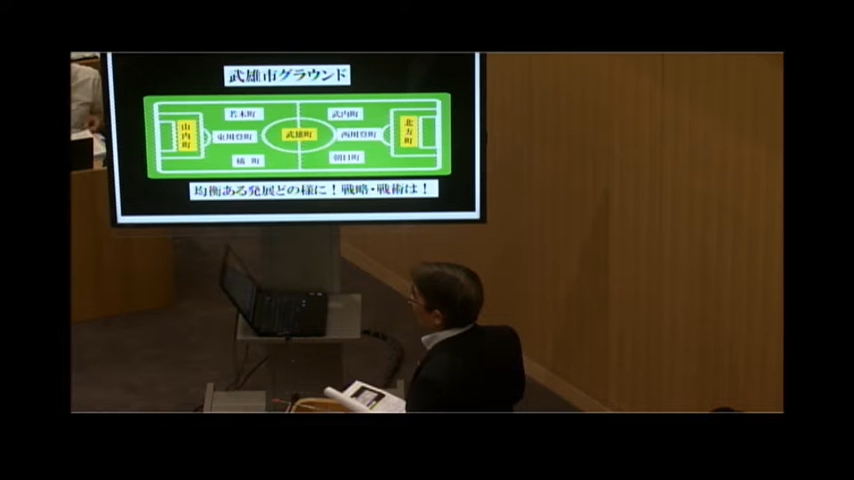 武雄市グラウンド
若木町
武内町
山内町
東川登町
武雄町
西川登町
北方町
橘 町
朝日町
均衡ある発展どの様に！戦略・戦術は！